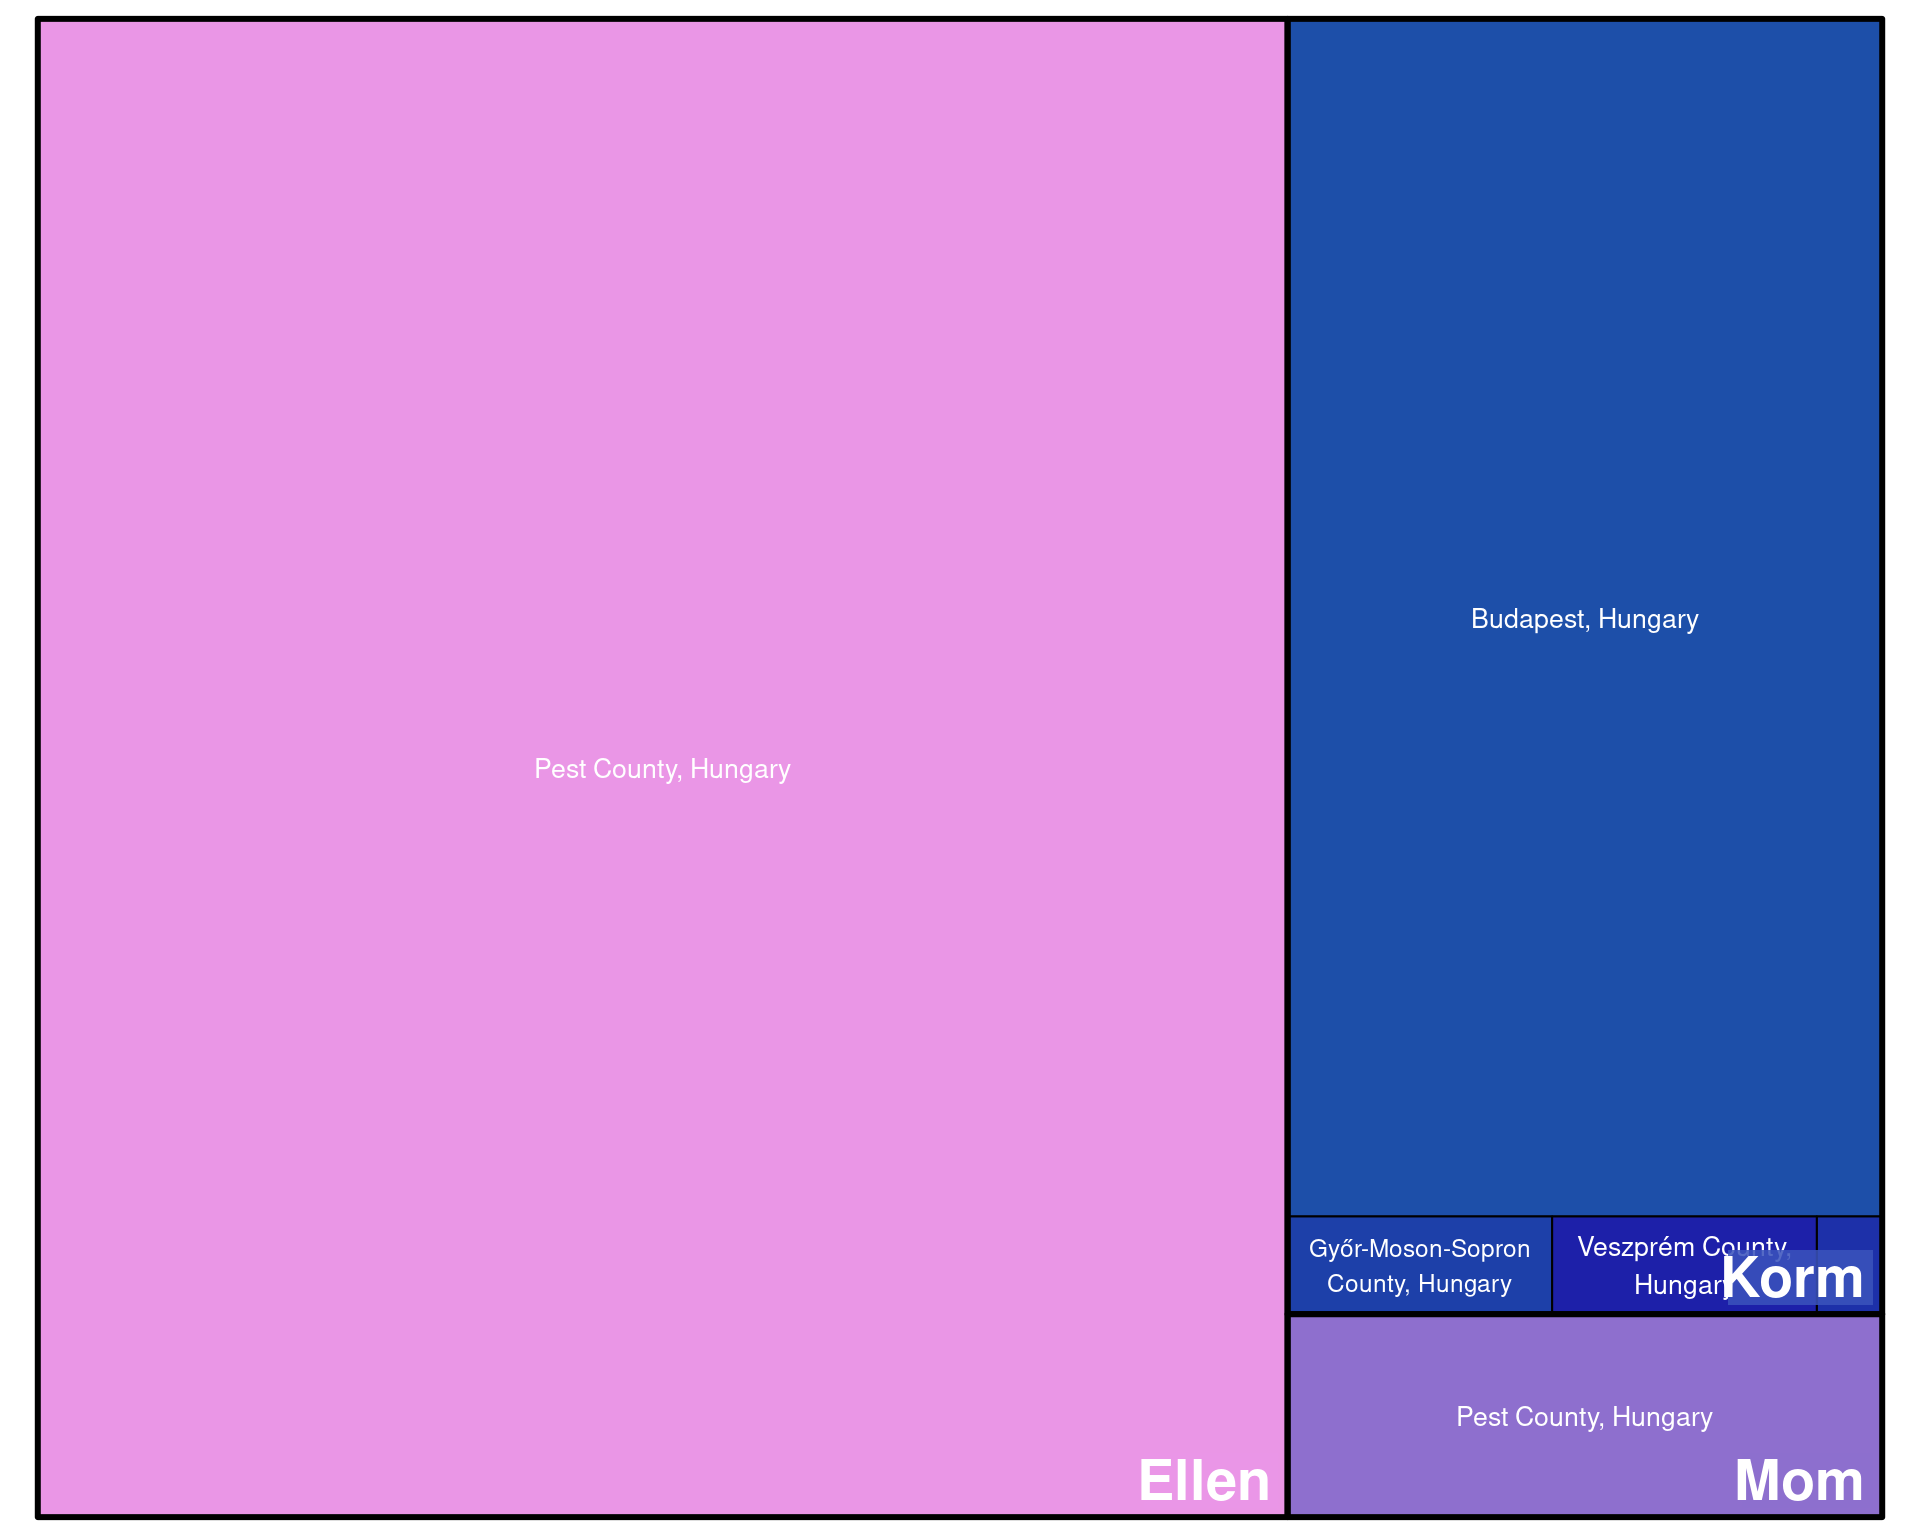 Pest County, Hungary
Ellen
Budapest, Hungary
Győr-Moson-Sopron
County, Hungary
Veszprém County,
Hungary
Korm
Pest County, Hungary
Mom